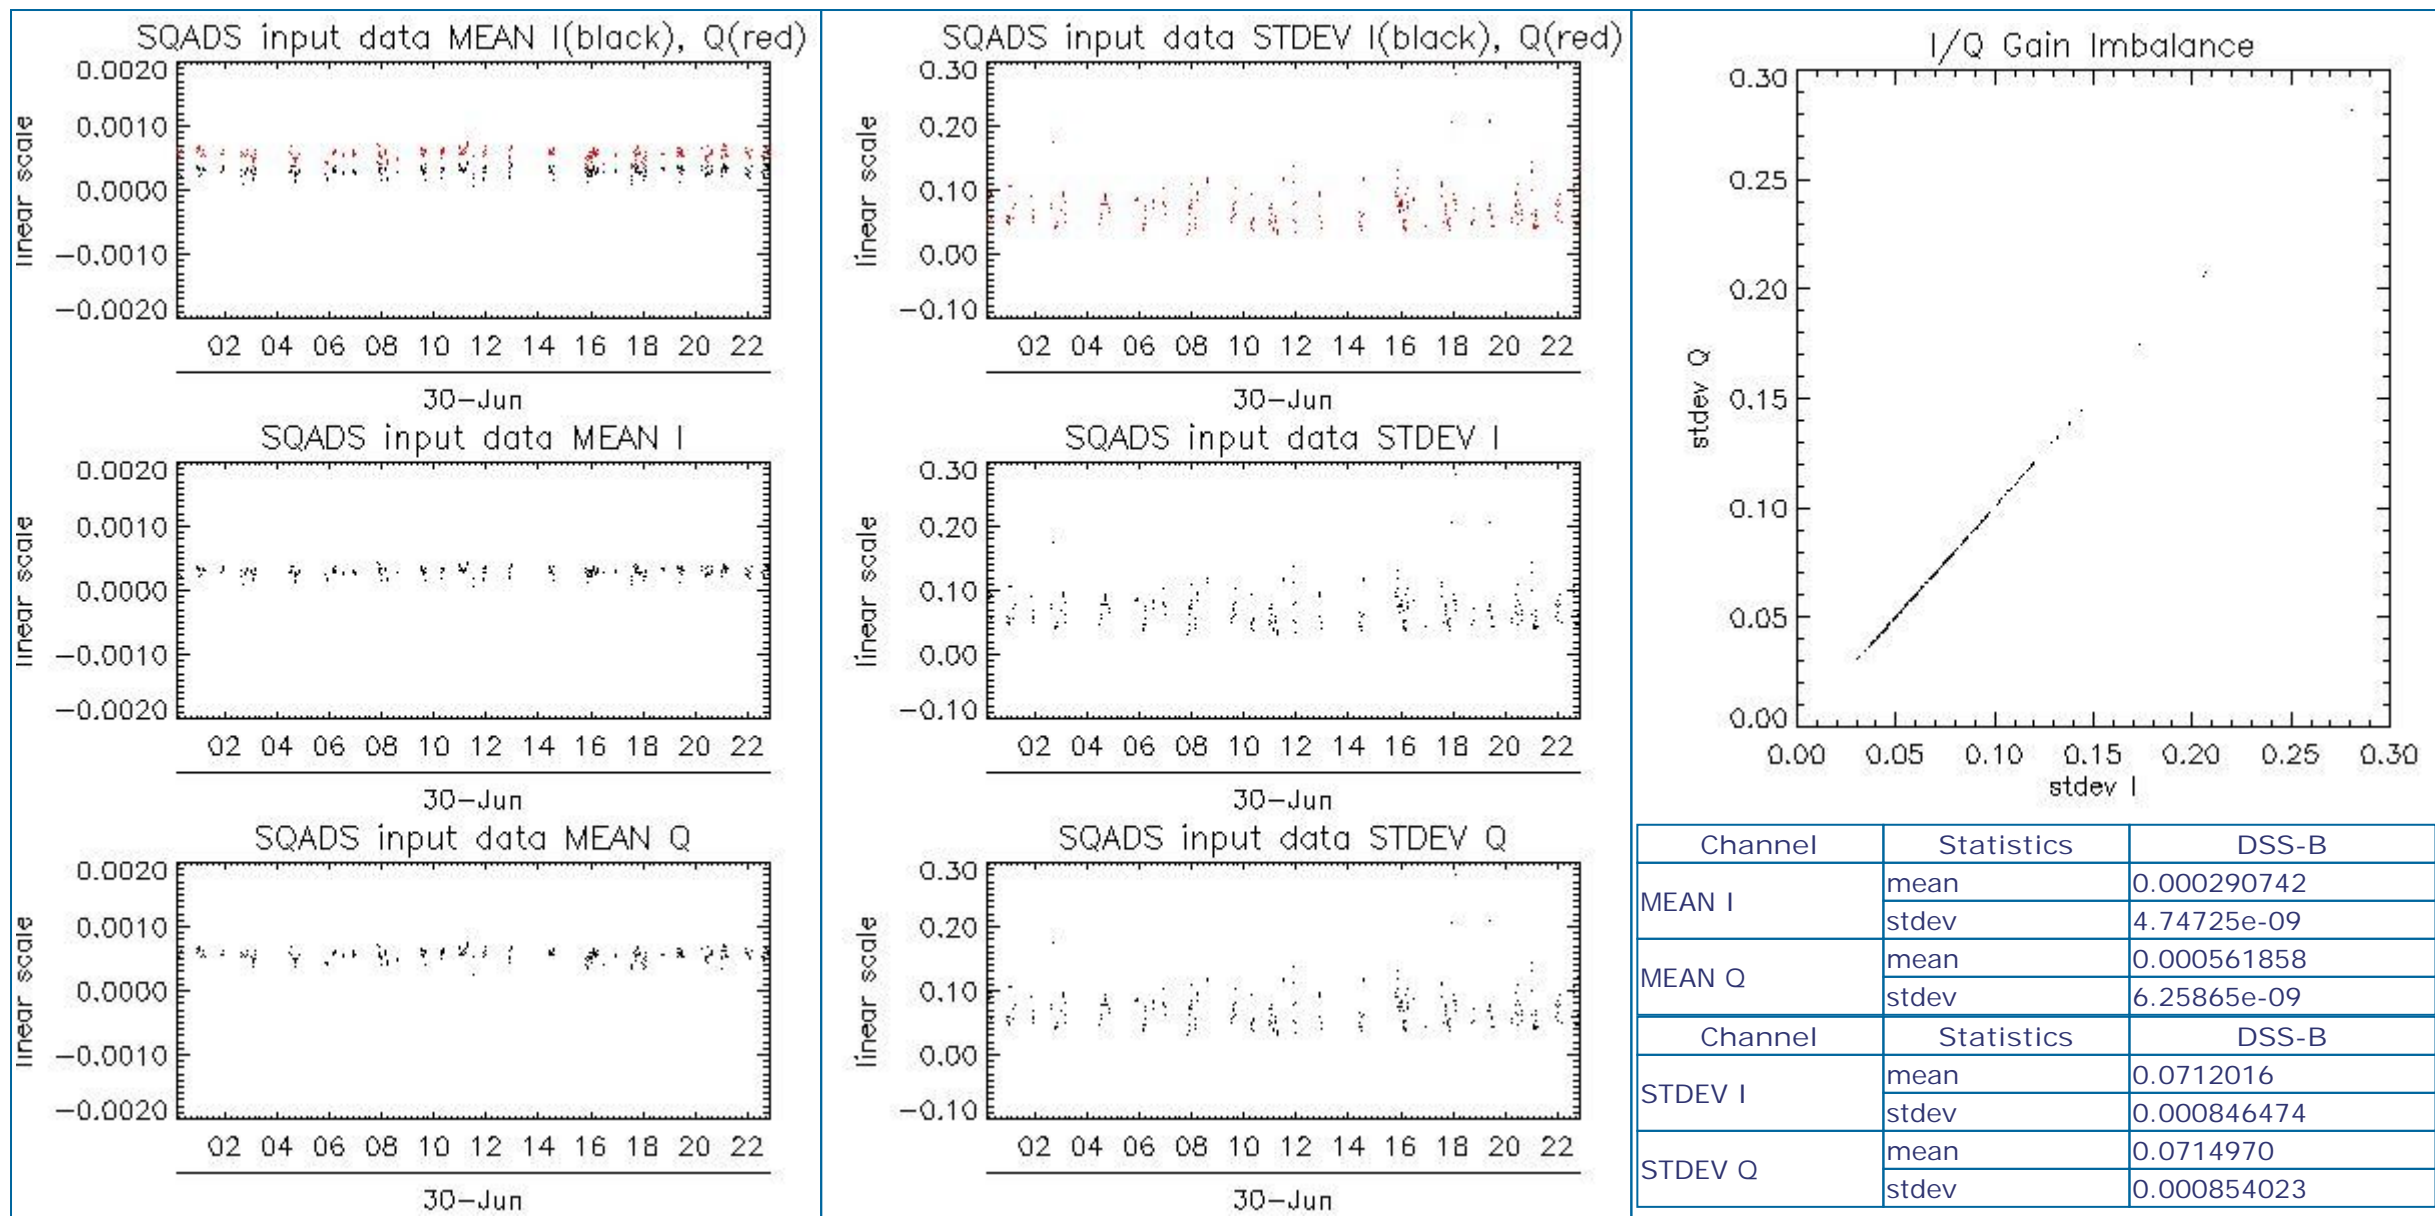 SQADS input data MEAN I(black), Q(red)
linear scale
0.0020
0.0010
0.0000
−0.0010
−0.0020
02 04 06 08 10 12 14 16 18 20 22
30−Jun
SQADS input data MEAN I
linear scale
0.0020
0.0010
0.0000
−0.0010
−0.0020
02 04 06 08 10 12 14 16 18 20 22
30−Jun
SQADS input data MEAN Q
linear scale
0.0020
0.0010
0.0000
−0.0010
−0.0020
02 04 06 08 10 12 14 16 18 20 22
30−Jun
SQADS input data STDEV I(black), Q(red)
linear scale
0.30
0.20
0.10
0.00
−0.10
02 04 06 08 10 12 14 16 18 20 22
30−Jun
SQADS input data STDEV I
linear scale
0.30
0.20
0.10
0.00
−0.10
02 04 06 08 10 12 14 16 18 20 22
30−Jun
SQADS input data STDEV Q
linear scale
0.30
0.20
0.10
0.00
−0.10
02 04 06 08 10 12 14 16 18 20 22
30−Jun
I/Q Gain Imbalance
stdev Q
0.30
0.25
0.20
0.15
0.10
0.05
0.00
0.00 0.05 0.10 0.15 0.20 0.25 0.30
stdev I
Channel Statistics DSS-B
MEAN I
mean 0.000290742
stdev 4.74725e-09
MEAN Q
mean 0.000561858
stdev 6.25865e-09
Channel Statistics DSS-B
STDEV I
mean 0.0712016
stdev 0.000846474
STDEV Q
mean 0.0714970
stdev 0.000854023